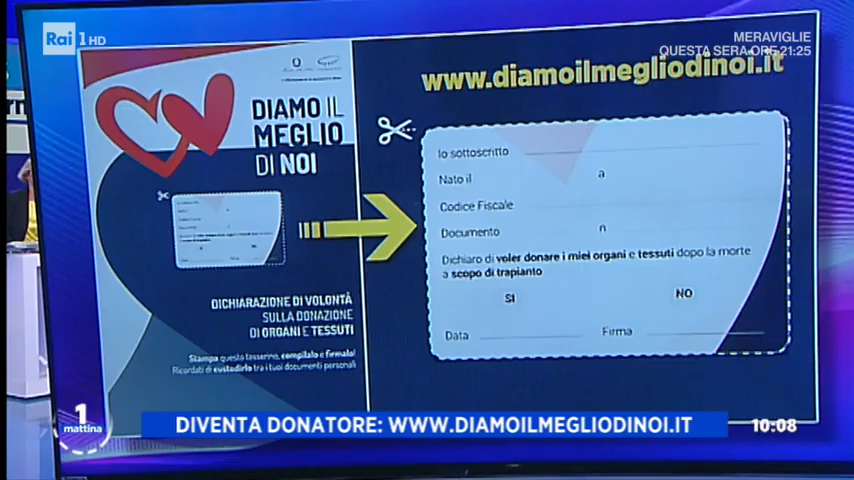 Rai 1 HD
MERAVIGLIE
QUESTA SERA ORE 21:25
DIAMO IL
MEGLIO
DI NOI
DICHIARAZIONE DI VOLONTÀ
SULLA DONAZIONE
DI ORGANI E TESSUTI
Stampa questo tesserino, compilalo e firmalo!
Ricordati di custodirlo tra i tuoi documenti personali
www.diamoilmegliodinoi.it
Io sottoscritto
Nato il a
Codice Fiscale
Documento n
Dichiaro di voler donare i miei organi e tessuti dopo la morte
a scopo di trapianto
SI NO
Data Firma
1
mattina
DIVENTA DONATORE: WWW.DIAMOILMEGLIODINOI.IT
10:08